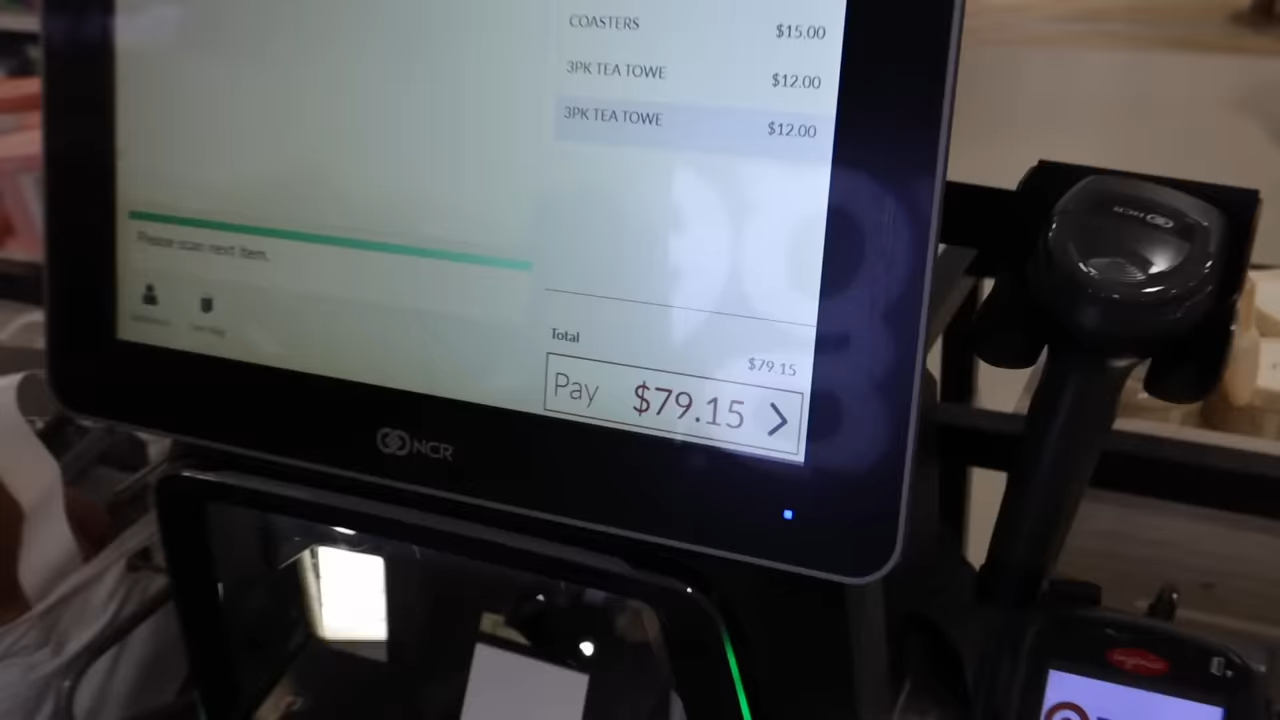 COASTERS $15.00
3PK TEA TOWE $12.00
3PK TEA TOWE $12.00
Please scan next item.
Total
$79.15
Pay $79.15
NCR
NCR